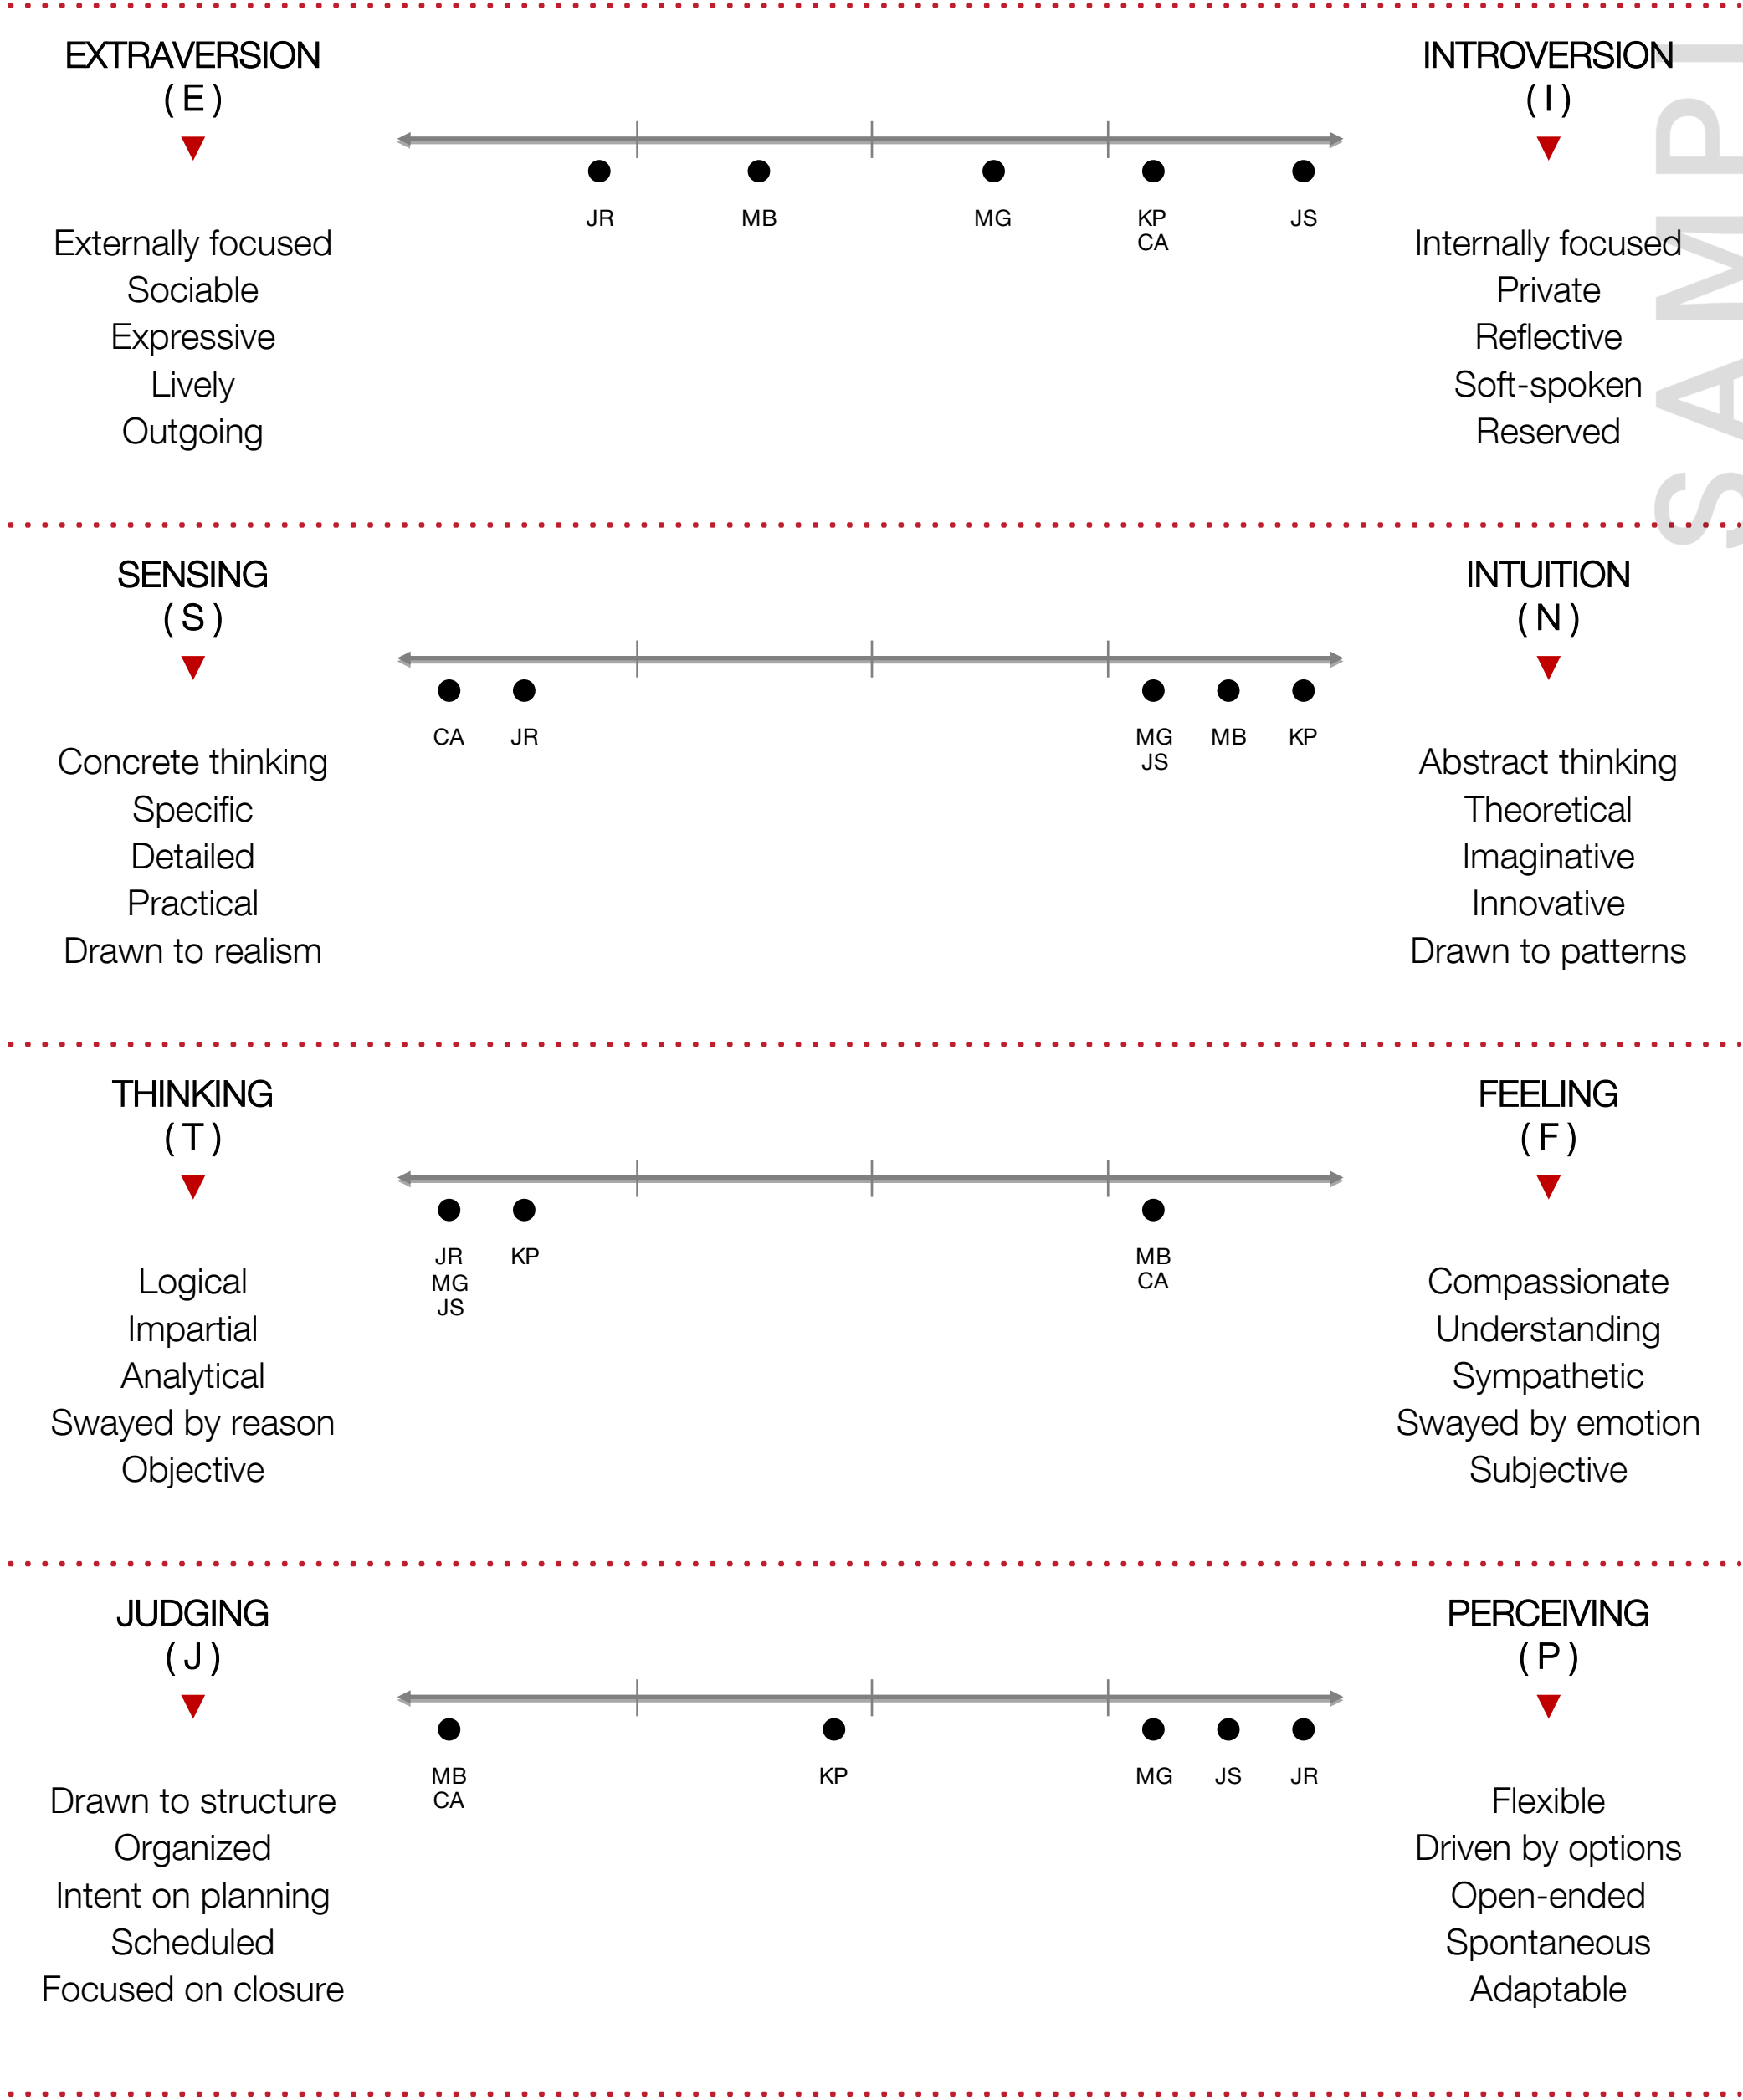 EXTRAVERSION
(E)
Externally focused
Sociable
Expressive
Lively
Outgoing
JR
MB
MG
KP
CA
JS
INTROVERSION
(I)
Internally focused
Private
Reflective
Soft-spoken
Reserved
SENSING
(S)
Concrete thinking
Specific
Detailed
Practical
Drawn to realism
CA
JR
MG
JS
MB
KP
INTUITION
(N)
Abstract thinking
Theoretical
Imaginative
Innovative
Drawn to patterns
THINKING
(T)
Logical
Impartial
Analytical
Swayed by reason
Objective
JR
MG
JS
KP
MB
CA
FEELING
(F)
Compassionate
Understanding
Sympathetic
Swayed by emotion
Subjective
JUDGING
(J)
Drawn to structure
Organized
Intent on planning
Scheduled
Focused on closure
MB
CA
KP
MG
JS
JR
PERCEIVING
(P)
Flexible
Driven by options
Open-ended
Spontaneous
Adaptable
SAMPL